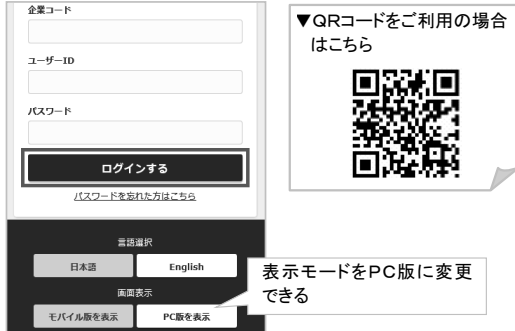 企業コード
ユーザーID
パスワード
ログインする
パスワードを忘れた方はこちら
言語選択
日本語 English
画面表示
モバイル版を表示 PC版を表示
▼QRコードをご利用の場合
はこちら
表示モードをPC版に変更
できる